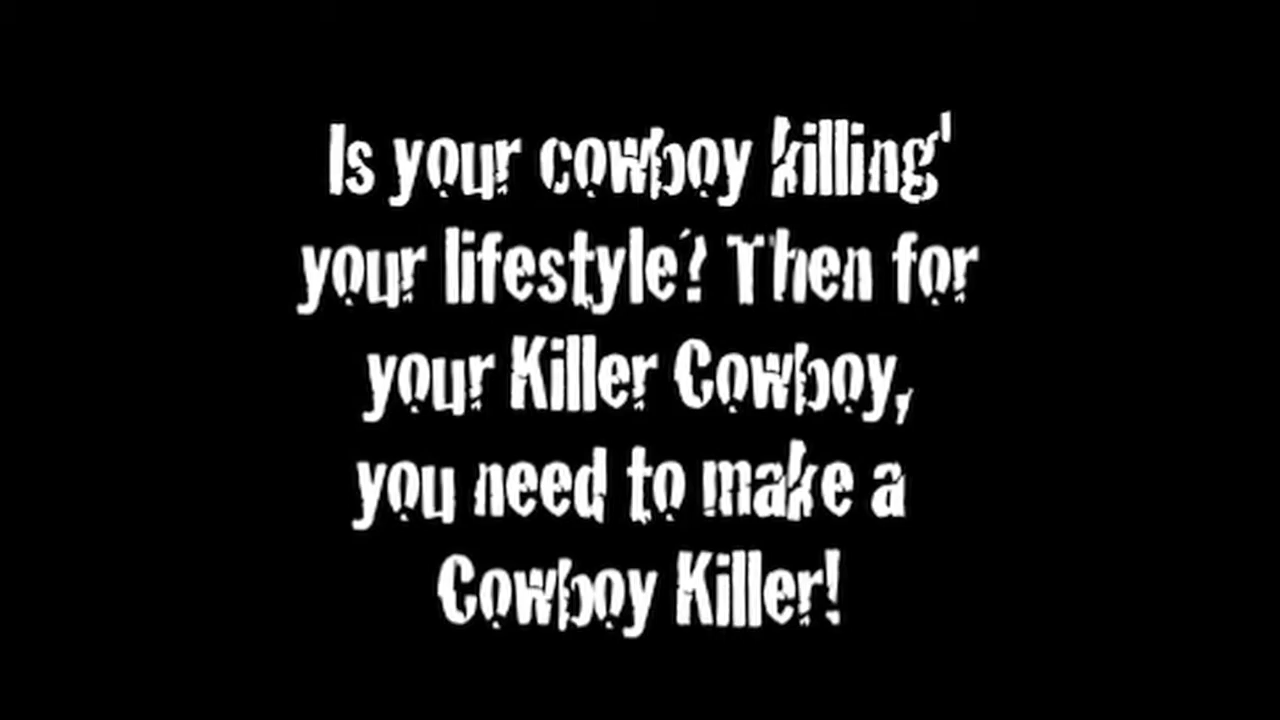 Is your cowboy killing'
your lifestyle? Then for
your Killer Cowboy,
you need to make a
Cowboy Killer!